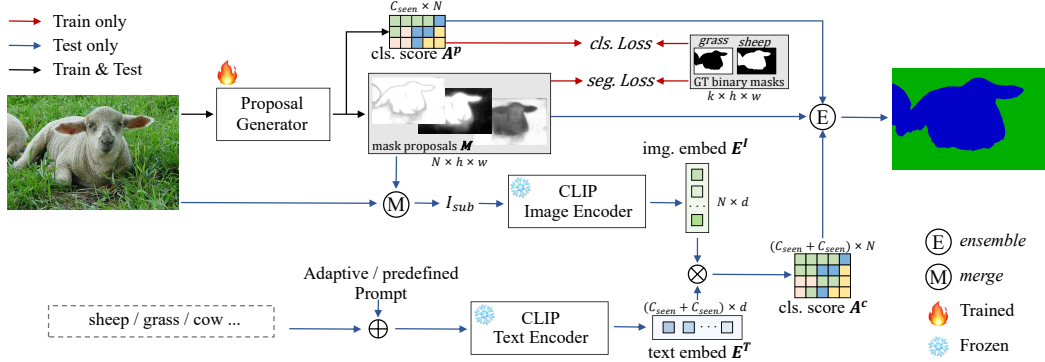 Train only
Test only
Train & Test
C_seen × N
cls. score A^p
cls. Loss
seg. Loss
grass sheep
GT binary masks
k × h × w
Proposal
Generator
mask proposals M
N × h × w
E
img. embed E^I
M
I_sub
CLIP
Image Encoder
N × d
...
(C_seen + C_seen) × N
cls. score A^c
Adaptive / predefined
Prompt
sheep / grass / cow ...
CLIP
Text Encoder
(C_seen + C_seen) × d
...
text embed E^T
E ensemble
M merge
Trained
Frozen